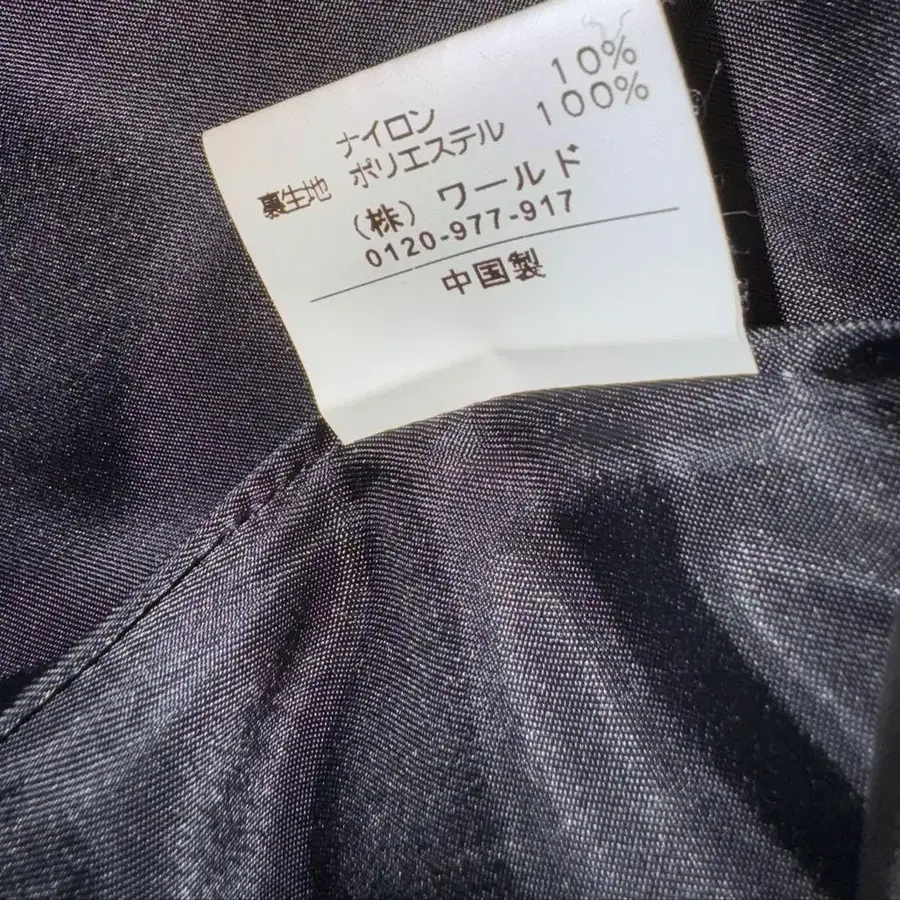 ナイロン 10%
裏生地 ポリエステル 100%
(株) ワールド
0120-977-917
中国製